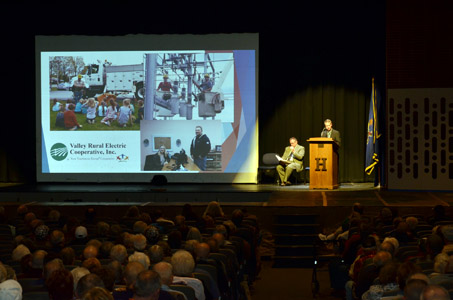 Valley Rural Electric
Cooperative, Inc.
H